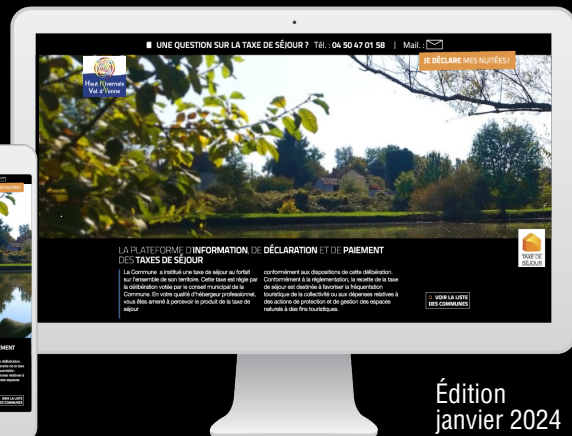 UNE QUESTION SUR LA TAXE DE SÉJOUR ? Tél. : 04 50 47 01 58 | Mail. :
JE DÉCLARE MES NUITÉES !
Haut Nivernais
Val d'Yonne
LA PLATEFORME D'INFORMATION, DE DÉCLARATION ET DE PAIEMENT
DES TAXES DE SÉJOUR
La Commune a institué une taxe de séjour au forfait
sur l'ensemble de son territoire. Cette taxe est régie par
la délibération votée par le conseil municipal de la
Commune. En votre qualité d'hébergeur professionnel,
vous êtes amené à percevoir le produit de la taxe de
séjour
conformément aux dispositions de cette délibération.
Conformément à la réglementation, la recette de la taxe
de séjour est destinée à favoriser la fréquentation
touristique de la collectivité ou aux dépenses relatives à
des actions de protection et de gestion des espaces
naturels à des fins touristiques.
TAXE DE
SÉJOUR
VOIR LA LISTE
DES COMMUNES
Édition
janvier 2024